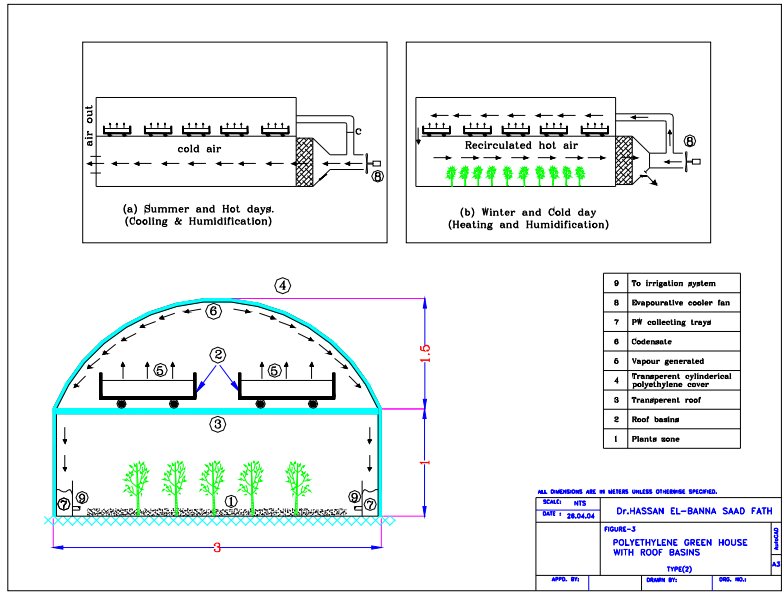 air out
cold air
C
8
(a) Summer and Hot days.
(Cooling & Humidification)
Recirculated hot air
8
(b) Winter and Cold day
(Heating and Humidification)
4
6
5
2
5
3
1
7
9
9
7
1.5
1
3
9 To irrigation system
8 Evapourative cooler fan
7 PW collecting trays
6 Codensate
5 Vapour generated
4 Transperent cylinderical
polyethylene cover
3 Transperent roof
2 Roof basins
1 Plants zone
ALL DIMENSIONS ARE IN METERS UNLESS OTHERWISE SPECIFIED.
SCALE: NTS
DATE : 26.04.04
Dr.HASSAN EL-BANNA SAAD FATH
FIGURE-3
POLYETHYLENE GREEN HOUSE
WITH ROOF BASINS
TYPE(2)
AutoCAD
A3
APPD. BY:
DRAWN BY:
ORG. NO.: